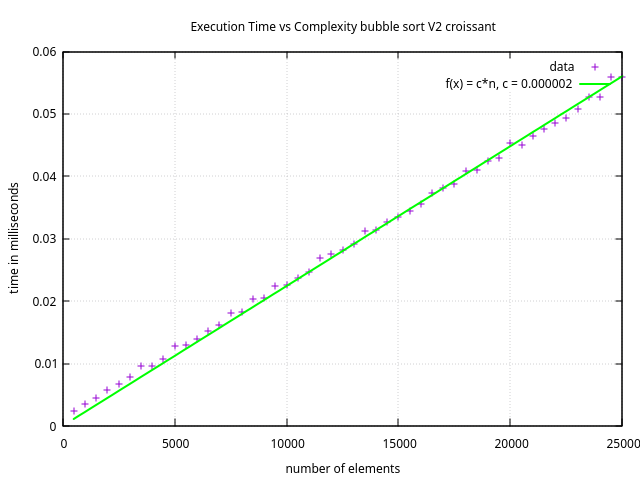 Execution Time vs Complexity bubble sort V2 croissant
data
f(x) = c*n, c = 0.000002
0.06
0.05
0.04
0.03
0.02
0.01
0
time in milliseconds
0 5000 10000 15000 20000 25000
number of elements